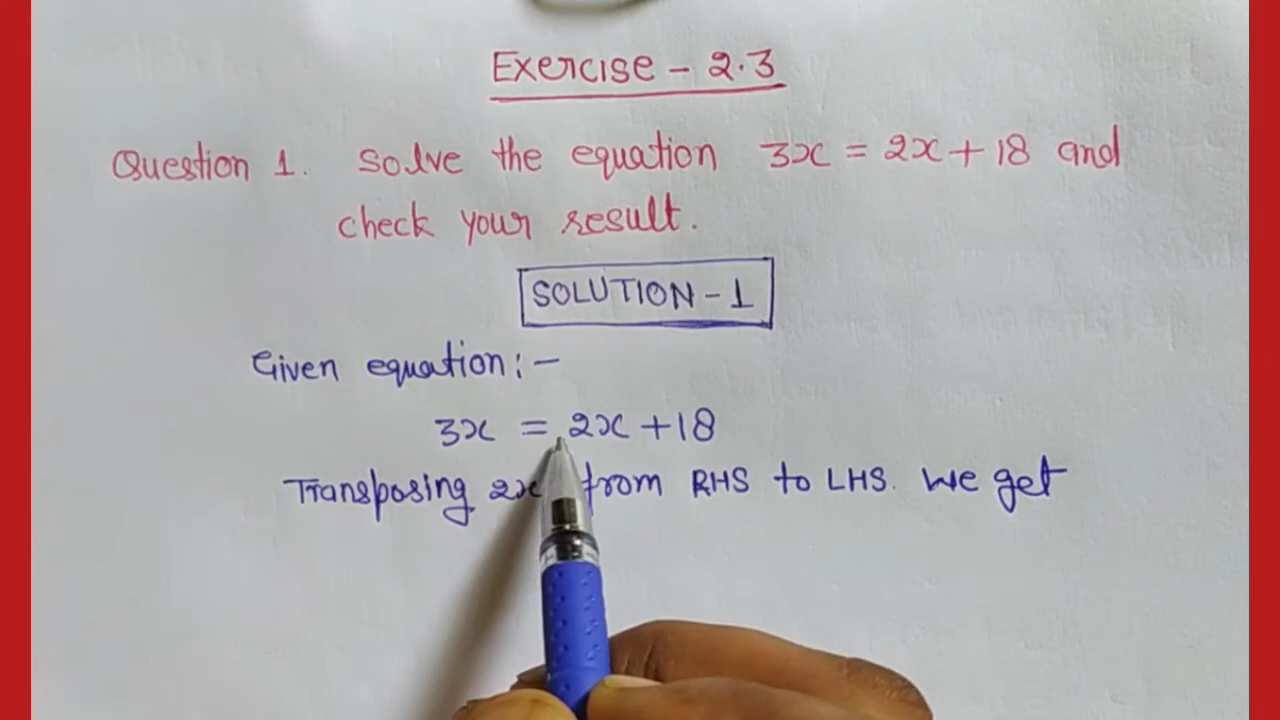 Exercise - 2.3
Question 1. Solve the equation 3x = 2x + 18 and
check your result.
SOLUTION - 1
Given equation :-
3x = 2x + 18
Transposing 2x from RHS to LHS. We get